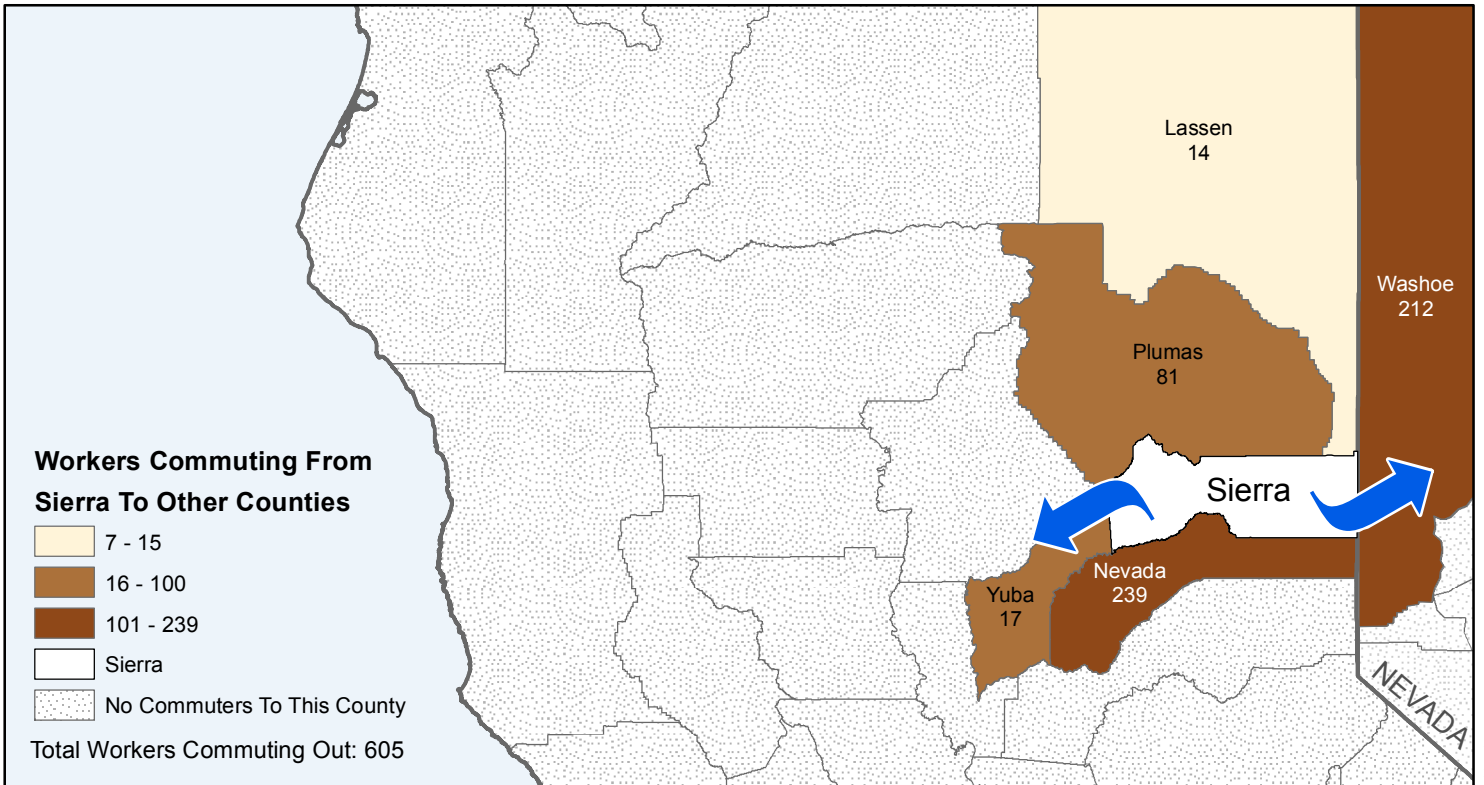 Lassen
14
Washoe
212
Plumas
81
Sierra
Nevada
239
Yuba
17
NEVADA
Workers Commuting From
Sierra To Other Counties
7 - 15
16 - 100
101 - 239
Sierra
No Commuters To This County
Total Workers Commuting Out: 605